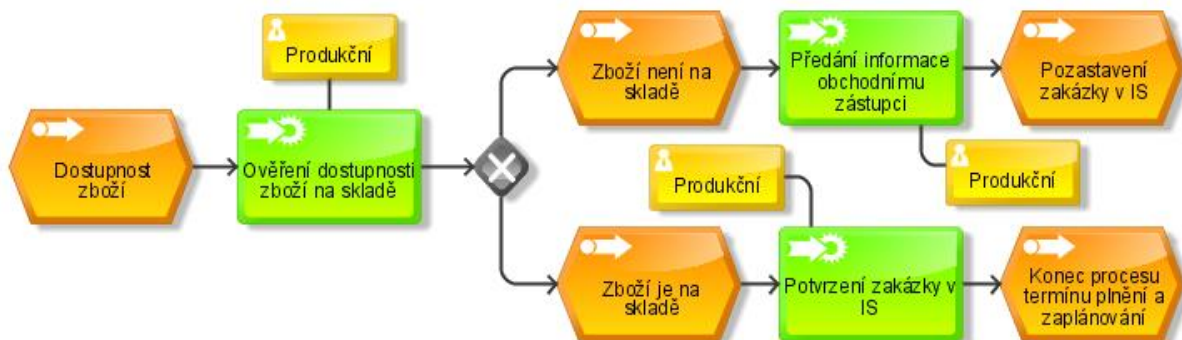 Produkční
Dostupnost
zboží
Ověření dostupnosti
zboží na skladě
Zboží není na
skladě
Předání informace
obchodnímu
zástupci
Pozastavení
zakázky v IS
Produkční
Produkční
Zboží je na
skladě
Potvrzení zakázky v
IS
Konec procesu
termínu plnění a
zaplánování